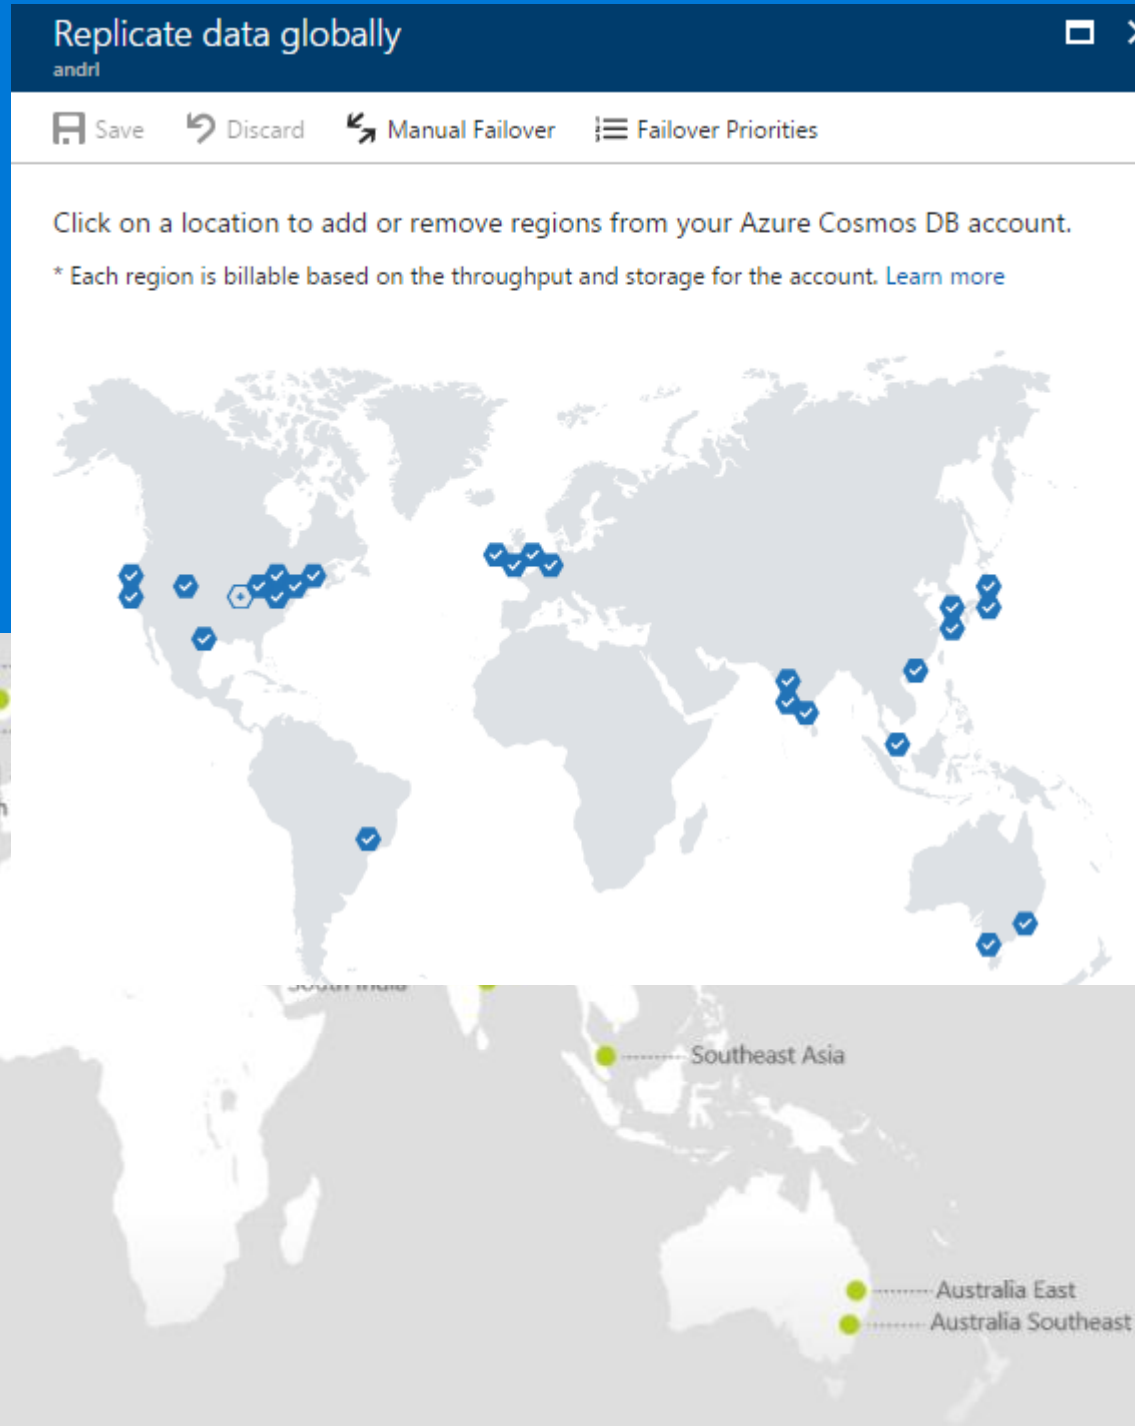 Replicate data globally
andrl
Save Discard Manual Failover Failover Priorities
Click on a location to add or remove regions from your Azure Cosmos DB account.
* Each region is billable based on the throughput and storage for the account. Learn more
South India
Southeast Asia
Australia East
Australia Southeast